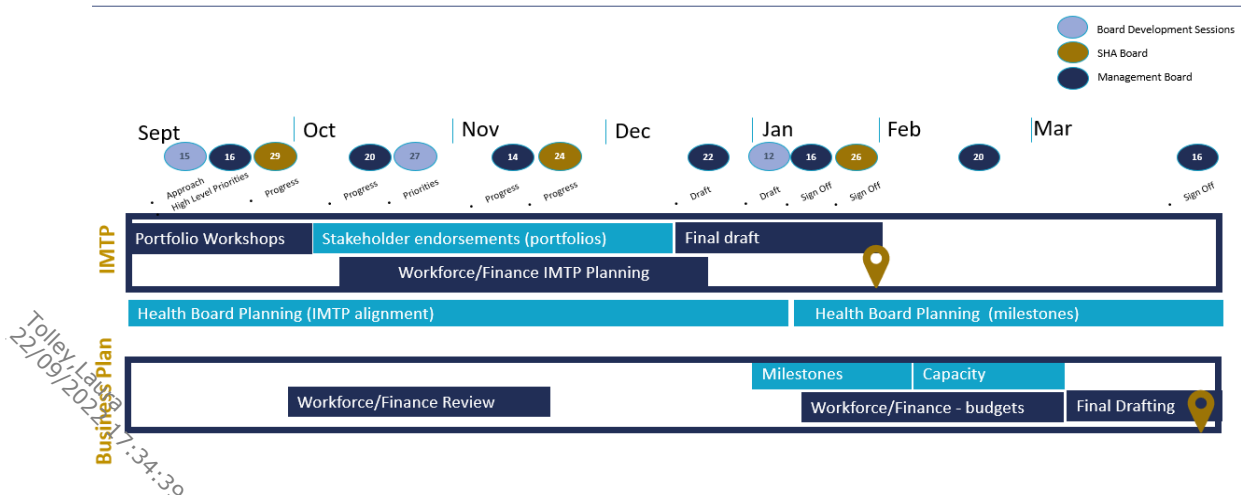 Board Development Sessions
SHA Board
Management Board
Sept
Oct
Nov
Dec
Jan
Feb
Mar
15
16
29
20
27
14
24
22
12
16
26
20
16
• Approach
• High Level Priorities
• Progress
• Progress
• Priorities
• Progress
• Progress
• Draft
• Draft
• Sign Off
• Sign Off
• Sign Off
IMTP
Portfolio Workshops
Stakeholder endorsements (portfolios)
Final draft
Workforce/Finance IMTP Planning
Health Board Planning (IMTP alignment)
Health Board Planning (milestones)
Business Plan
Milestones
Capacity
Workforce/Finance Review
Workforce/Finance - budgets
Final Drafting
Tolley, Laura
22/09/2022 17:34:39